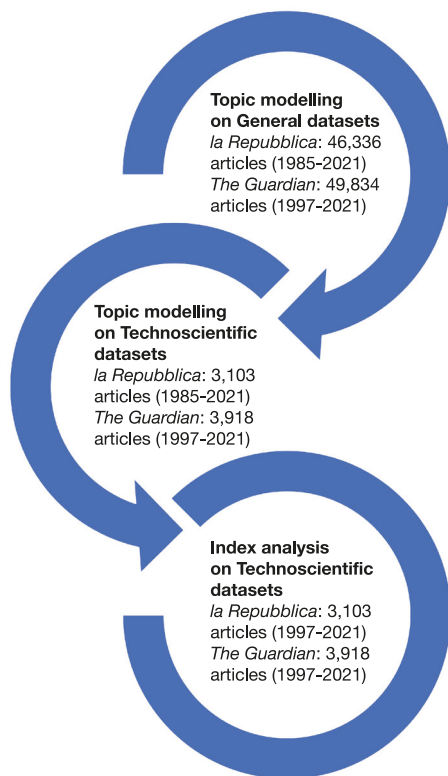 Topic modelling
on General datasets
la Repubblica: 46,336
articles (1985-2021)
The Guardian: 49,834
articles (1997-2021)
Topic modelling
on Technoscientific
datasets
la Repubblica: 3,103
articles (1985-2021)
The Guardian: 3,918
articles (1997-2021)
Index analysis
on Technoscientific
datasets
la Repubblica: 3,103
articles (1997-2021)
The Guardian: 3,918
articles (1997-2021)